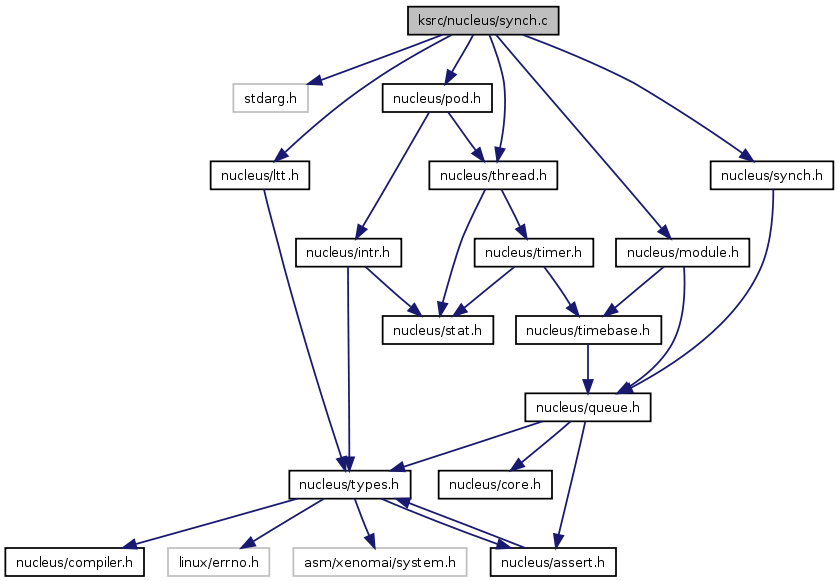 ksrc/nucleus/synch.c
stdarg.h
nucleus/pod.h
nucleus/ltt.h
nucleus/thread.h
nucleus/synch.h
nucleus/intr.h
nucleus/timer.h
nucleus/module.h
nucleus/stat.h
nucleus/timebase.h
nucleus/queue.h
nucleus/types.h
nucleus/core.h
nucleus/compiler.h
linux/errno.h
asm/xenomai/system.h
nucleus/assert.h